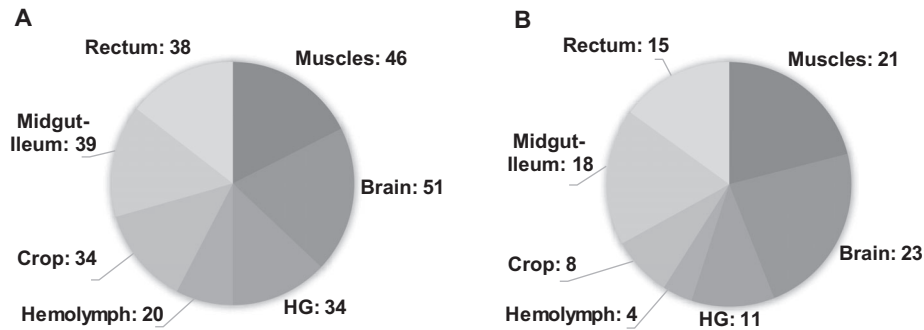 A
Rectum: 38
Muscles: 46
Midgut-
Ileum: 39
Brain: 51
Crop: 34
Hemolymph: 20
HG: 34
B
Rectum: 15
Muscles: 21
Midgut-
Ileum: 18
Brain: 23
Crop: 8
Hemolymph: 4
HG: 11